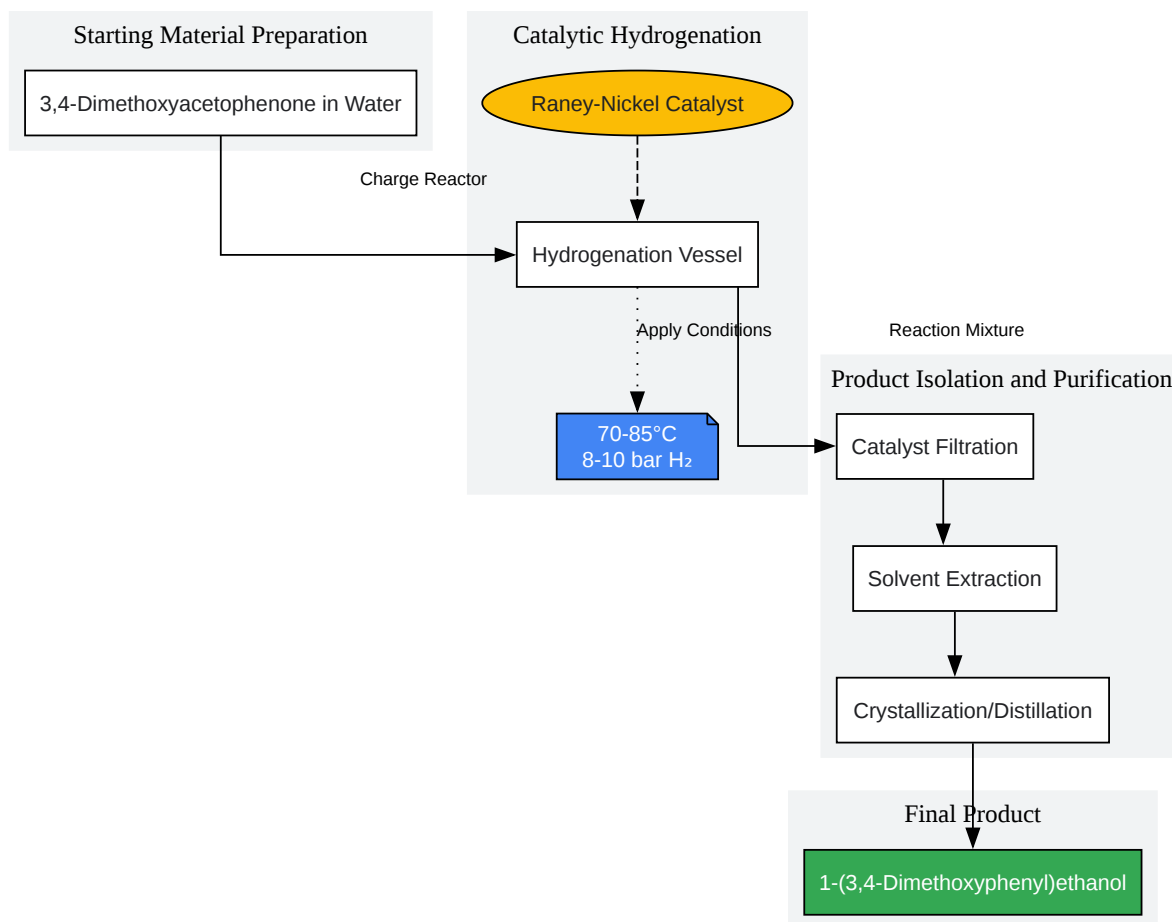 Starting Material Preparation
3,4-Dimethoxyacetophenone in Water
Catalytic Hydrogenation
Raney-Nickel Catalyst
Charge Reactor
Hydrogenation Vessel
Apply Conditions
70-85°C
8-10 bar H₂
Reaction Mixture
Product Isolation and Purification
Catalyst Filtration
Solvent Extraction
Crystallization/Distillation
Final Product
1-(3,4-Dimethoxyphenyl)ethanol